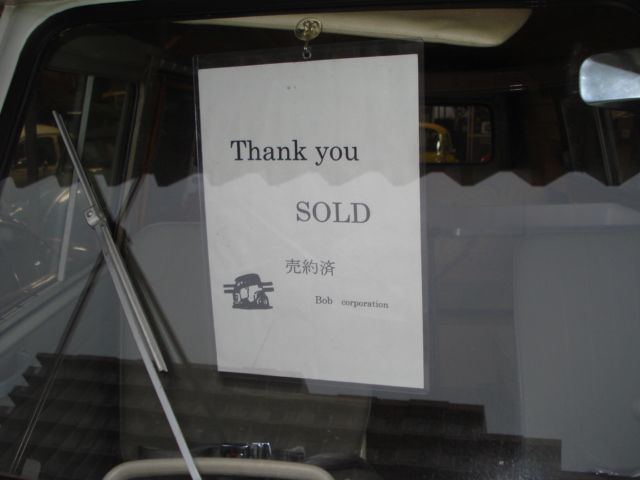 Thank you
SOLD
売約済
Bob corporation